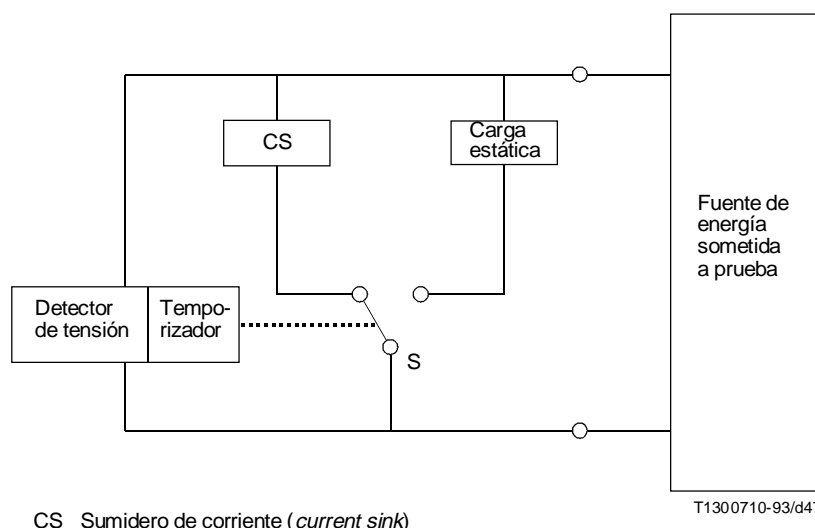 CS
Carga
estática
Fuente de
energía
sometida
a prueba
Detector
de tensión
Tempo-
rizador
S
T1300710-93/d47
CS Sumidero de corriente (current sink)